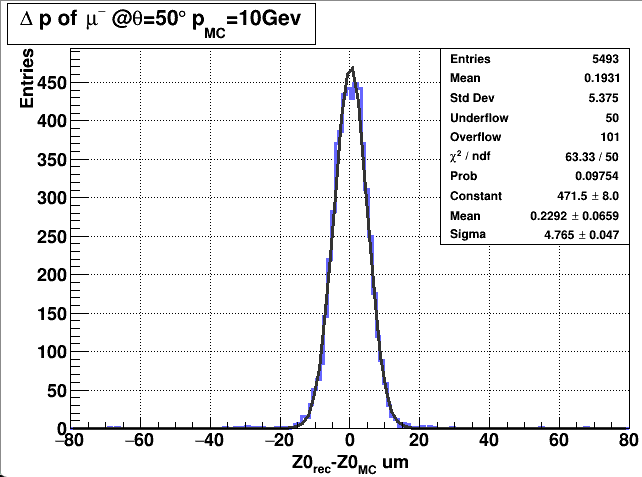 Δ p of μ⁻ @θ=50° p_MC=10Gev
Entries
450
400
350
300
250
200
150
100
50
0
−80 −60 −40 −20 0 20 40 60 80
Z0_rec-Z0_MC um
Entries 5493
Mean 0.1931
Std Dev 5.375
Underflow 50
Overflow 101
χ² / ndf 63.33 / 50
Prob 0.09754
Constant 471.5 ± 8.0
Mean 0.2292 ± 0.0659
Sigma 4.765 ± 0.047